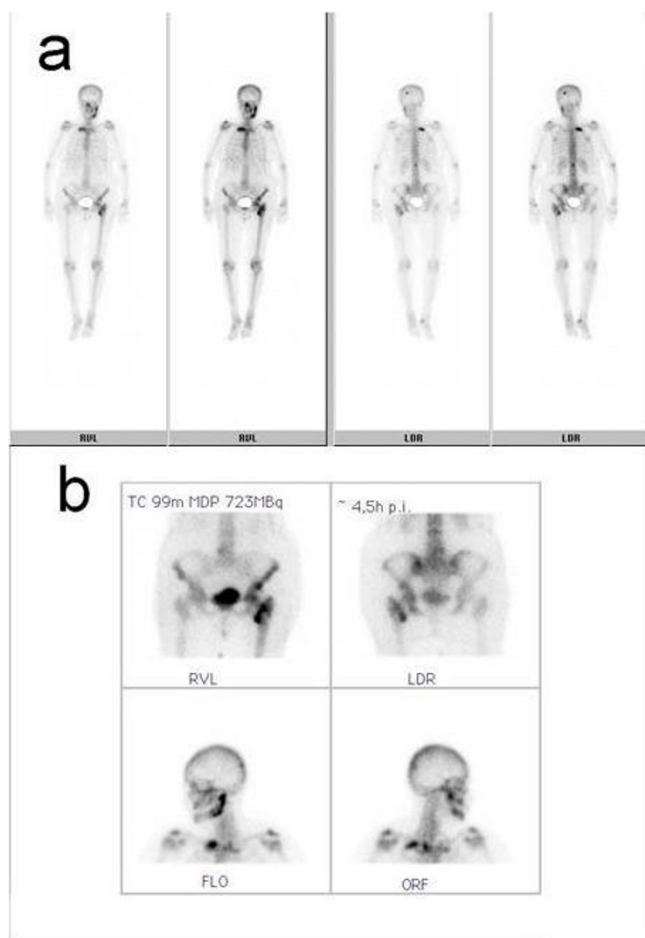 a
RVL
RVL
LDR
LDR
b
TC 99m MDP 723MBq
~ 4,5h p.i.
RVL
LDR
FLO
ORF